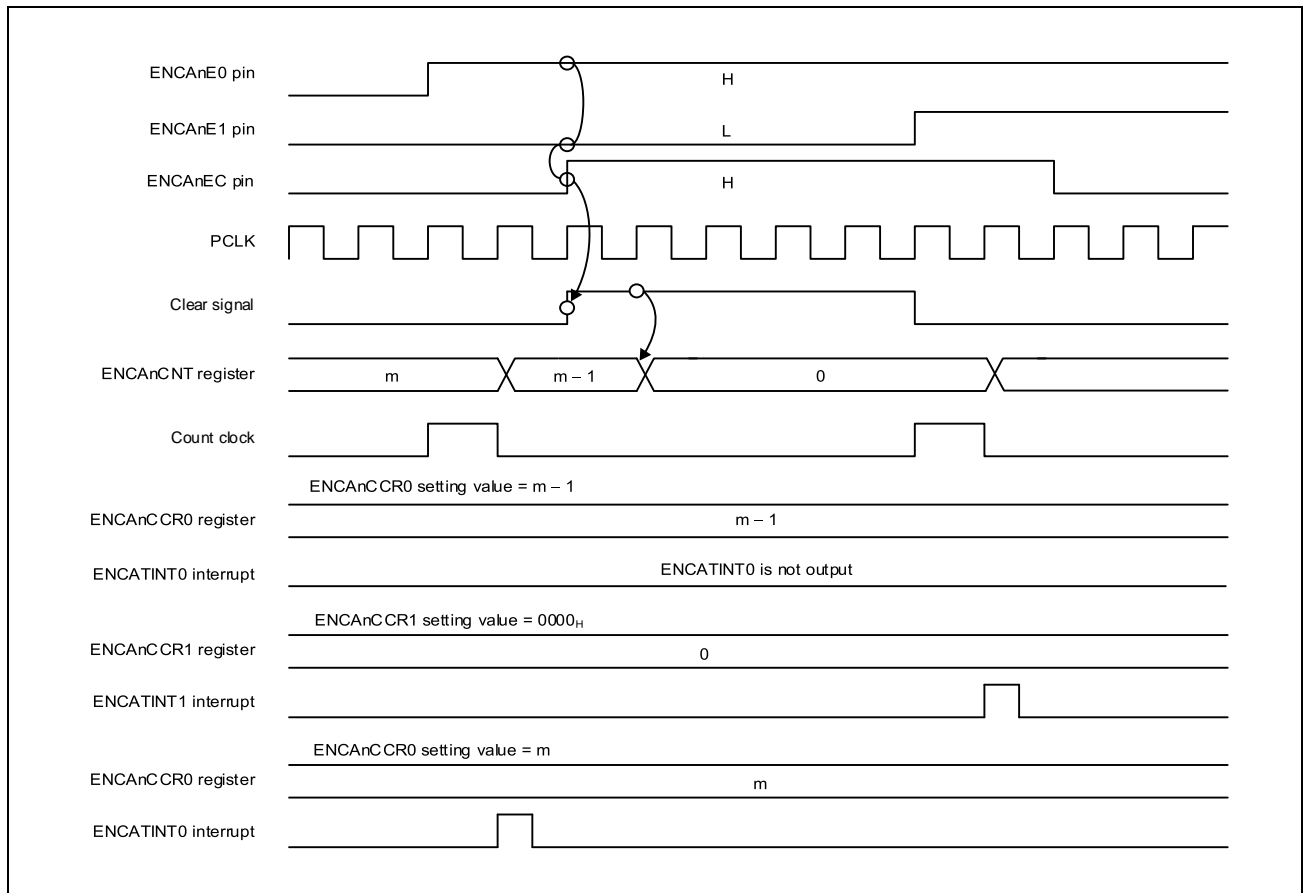 ENCAnE0 pin
H
ENCAnE1 pin
L
ENCAnEC pin
H
PCLK
Clear signal
ENCAnCNT register
m
m – 1
0
Count clock
ENCAnCCR0 setting value = m – 1
ENCAnCCR0 register
m – 1
ENCATINT0 interrupt
ENCATINT0 is not output
ENCAnCCR1 setting value = 0000H
ENCAnCCR1 register
0
ENCATINT1 interrupt
ENCAnCCR0 setting value = m
ENCAnCCR0 register
m
ENCATINT0 interrupt